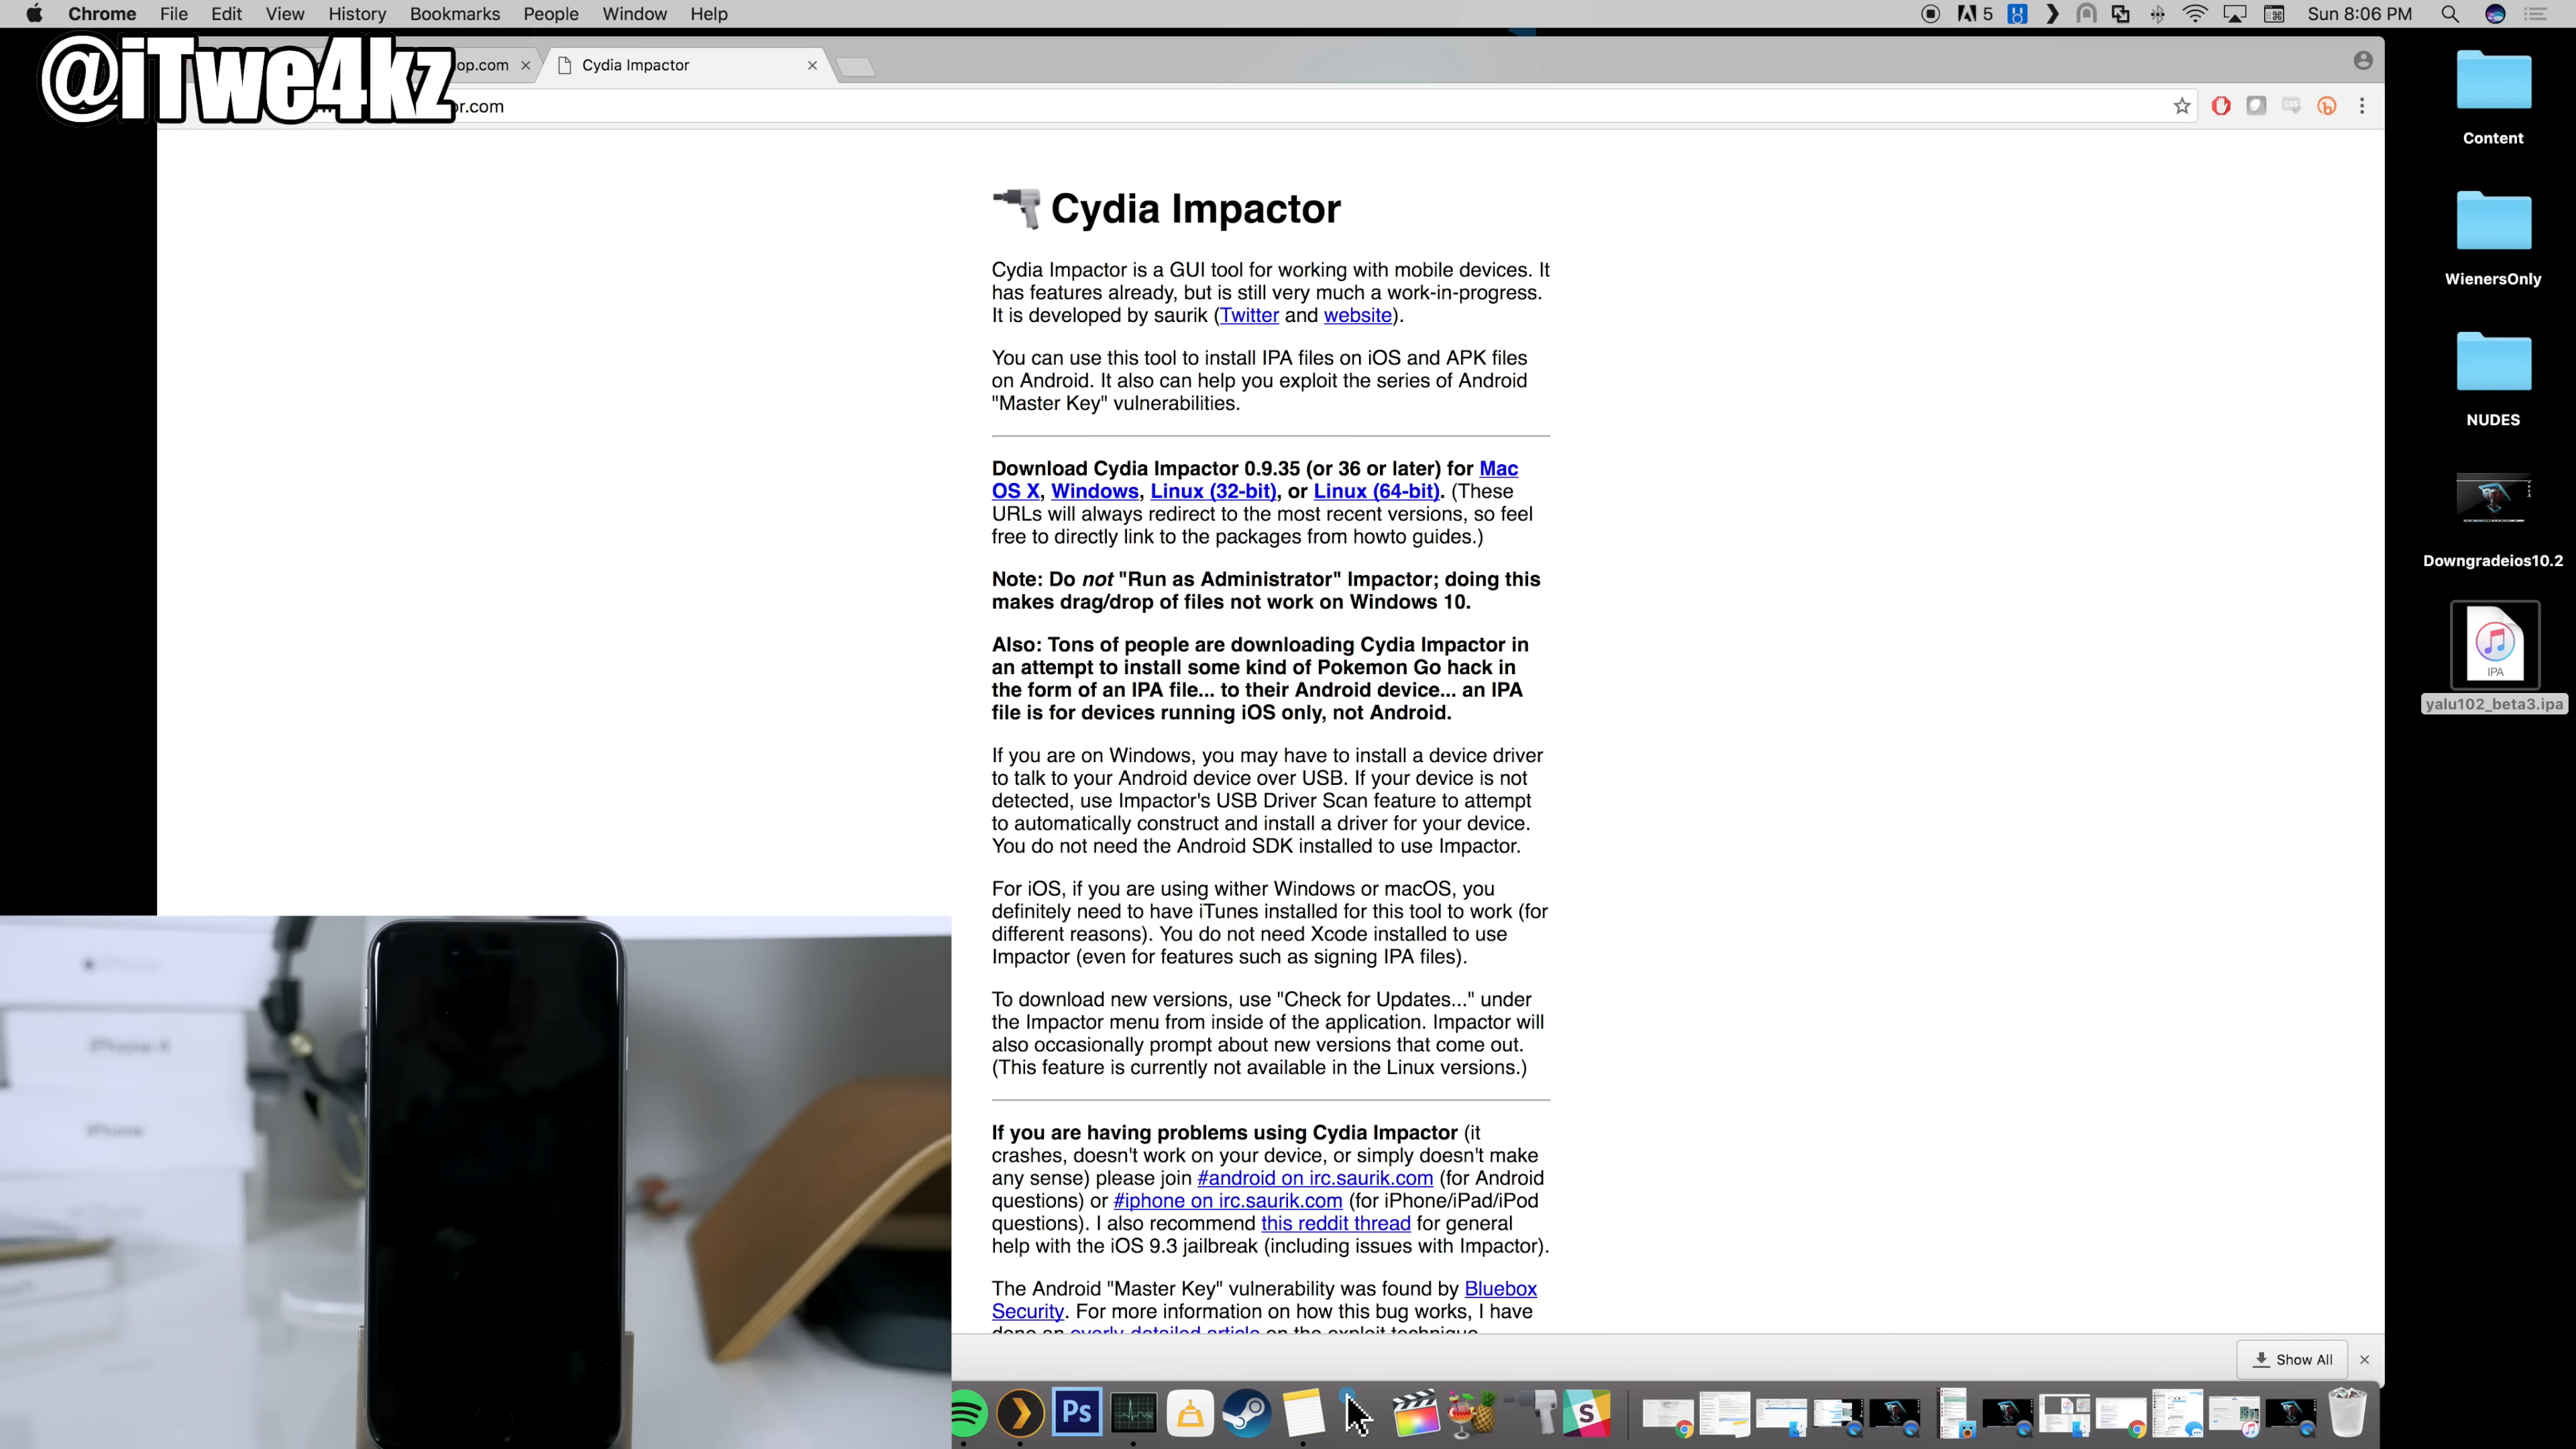 Chrome File Edit View History Bookmarks People Window Help
5
Sun 8:06 PM
@iTwe4kz
op.com
Cydia Impactor
r.com
Content
WienersOnly
NUDES
Downgradeios10.2
IPA
yalu102_beta3.ipa
Cydia Impactor
Cydia Impactor is a GUI tool for working with mobile devices. It
has features already, but is still very much a work-in-progress.
It is developed by saurik (Twitter and website).
You can use this tool to install IPA files on iOS and APK files
on Android. It also can help you exploit the series of Android
"Master Key" vulnerabilities.
Download Cydia Impactor 0.9.35 (or 36 or later) for Mac
OS X, Windows, Linux (32-bit), or Linux (64-bit). (These
URLs will always redirect to the most recent versions, so feel
free to directly link to the packages from howto guides.)
Note: Do not "Run as Administrator" Impactor; doing this
makes drag/drop of files not work on Windows 10.
Also: Tons of people are downloading Cydia Impactor in
an attempt to install some kind of Pokemon Go hack in
the form of an IPA file... to their Android device... an IPA
file is for devices running iOS only, not Android.
If you are on Windows, you may have to install a device driver
to talk to your Android device over USB. If your device is not
detected, use Impactor's USB Driver Scan feature to attempt
to automatically construct and install a driver for your device.
You do not need the Android SDK installed to use Impactor.
For iOS, if you are using wither Windows or macOS, you
definitely need to have iTunes installed for this tool to work (for
different reasons). You do not need Xcode installed to use
Impactor (even for features such as signing IPA files).
To download new versions, use "Check for Updates..." under
the Impactor menu from inside of the application. Impactor will
also occasionally prompt about new versions that come out.
(This feature is currently not available in the Linux versions.)
If you are having problems using Cydia Impactor (it
crashes, doesn't work on your device, or simply doesn't make
any sense) please join #android on irc.saurik.com (for Android
questions) or #iphone on irc.saurik.com (for iPhone/iPad/iPod
questions). I also recommend this reddit thread for general
help with the iOS 9.3 jailbreak (including issues with Impactor).
The Android "Master Key" vulnerability was found by Bluebox
Security. For more information on how this bug works, I have
done an overly-detailed article on the exploit technique
iPhone
iPhone
Show All
Ps
S